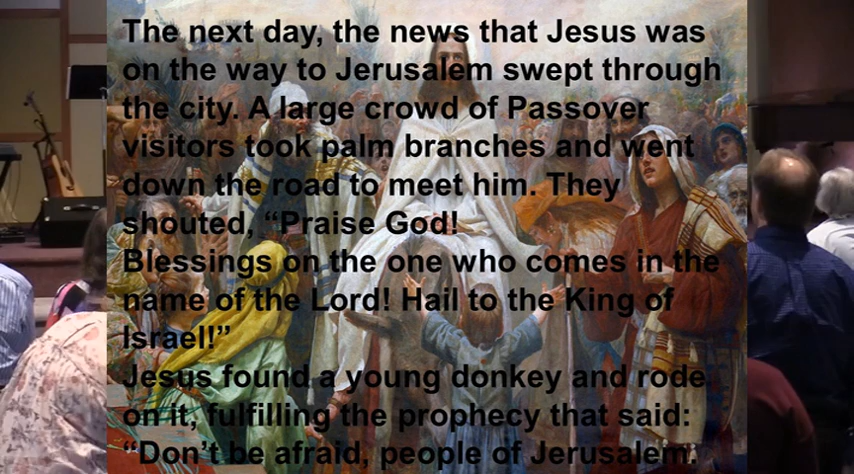 The next day, the news that Jesus was
on the way to Jerusalem swept through
the city. A large crowd of Passover
visitors took palm branches and went
down the road to meet him. They
shouted, “Praise God!
Blessings on the one who comes in the
name of the Lord! Hail to the King of
Israel!”
Jesus found a young donkey and rode
on it, fulfilling the prophecy that said:
“Don’t be afraid, people of Jerusalem.